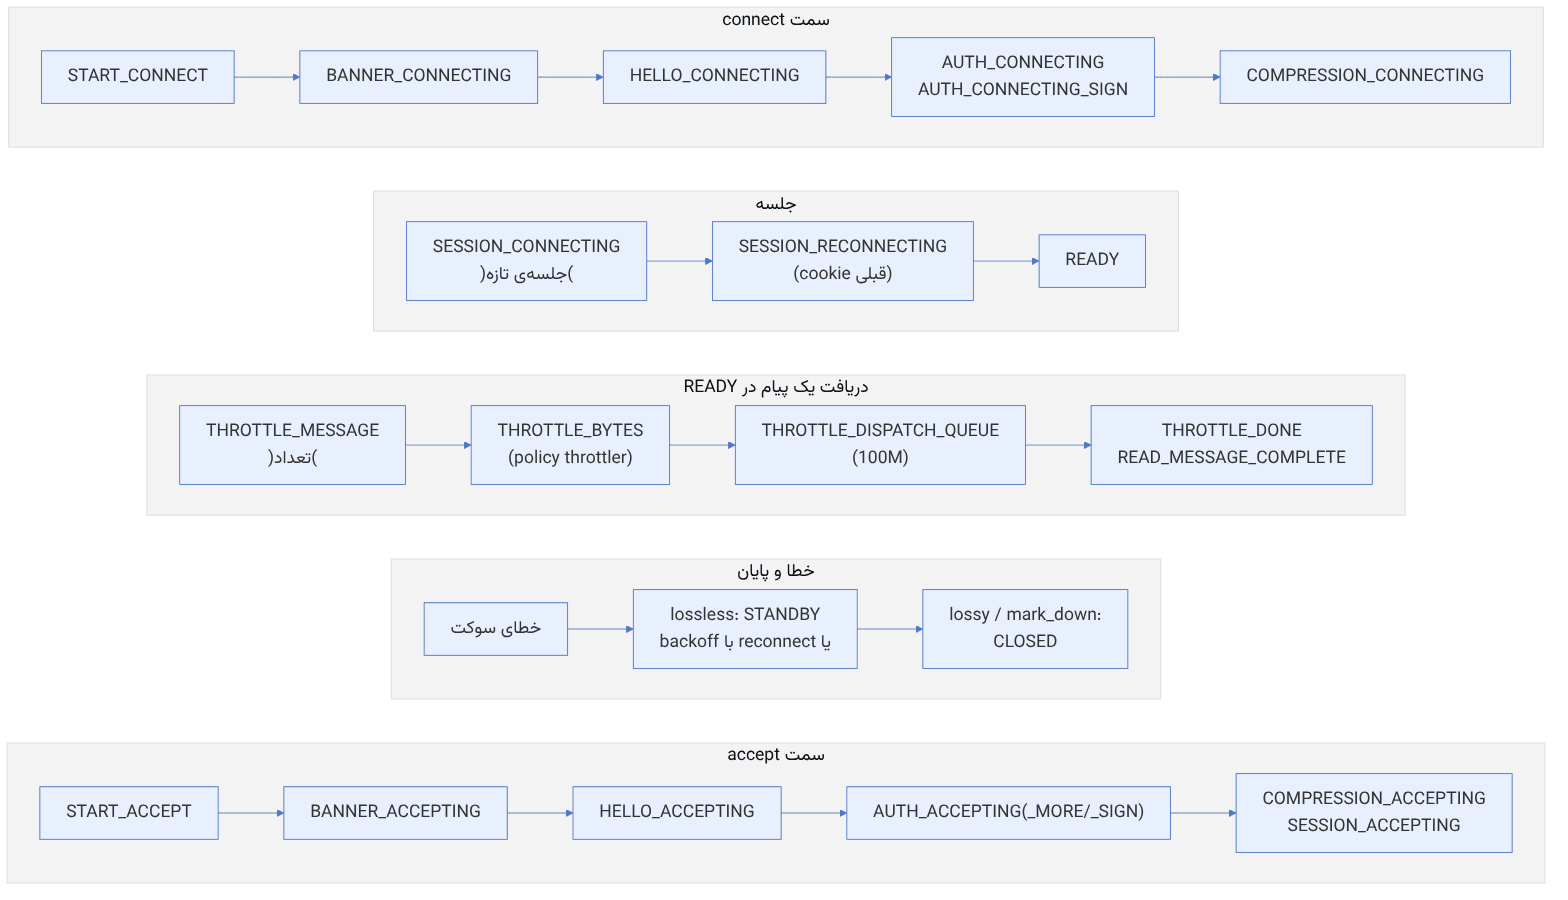 سمت connect
START_CONNECT
BANNER_CONNECTING
HELLO_CONNECTING
AUTH_CONNECTING
AUTH_CONNECTING_SIGN
COMPRESSION_CONNECTING
جلسه
SESSION_CONNECTING
(جلسه‌ی تازه)
SESSION_RECONNECTING
(cookie قبلی)
READY
دریافت یک پیام در READY
THROTTLE_MESSAGE
(تعداد)
THROTTLE_BYTES
(policy throttler)
THROTTLE_DISPATCH_QUEUE
(100M)
THROTTLE_DONE
READ_MESSAGE_COMPLETE
خطا و پایان
خطای سوکت
lossless: STANDBY
یا reconnect با backoff
lossy / mark_down:
CLOSED
سمت accept
START_ACCEPT
BANNER_ACCEPTING
HELLO_ACCEPTING
AUTH_ACCEPTING(_MORE/_SIGN)
COMPRESSION_ACCEPTING
SESSION_ACCEPTING